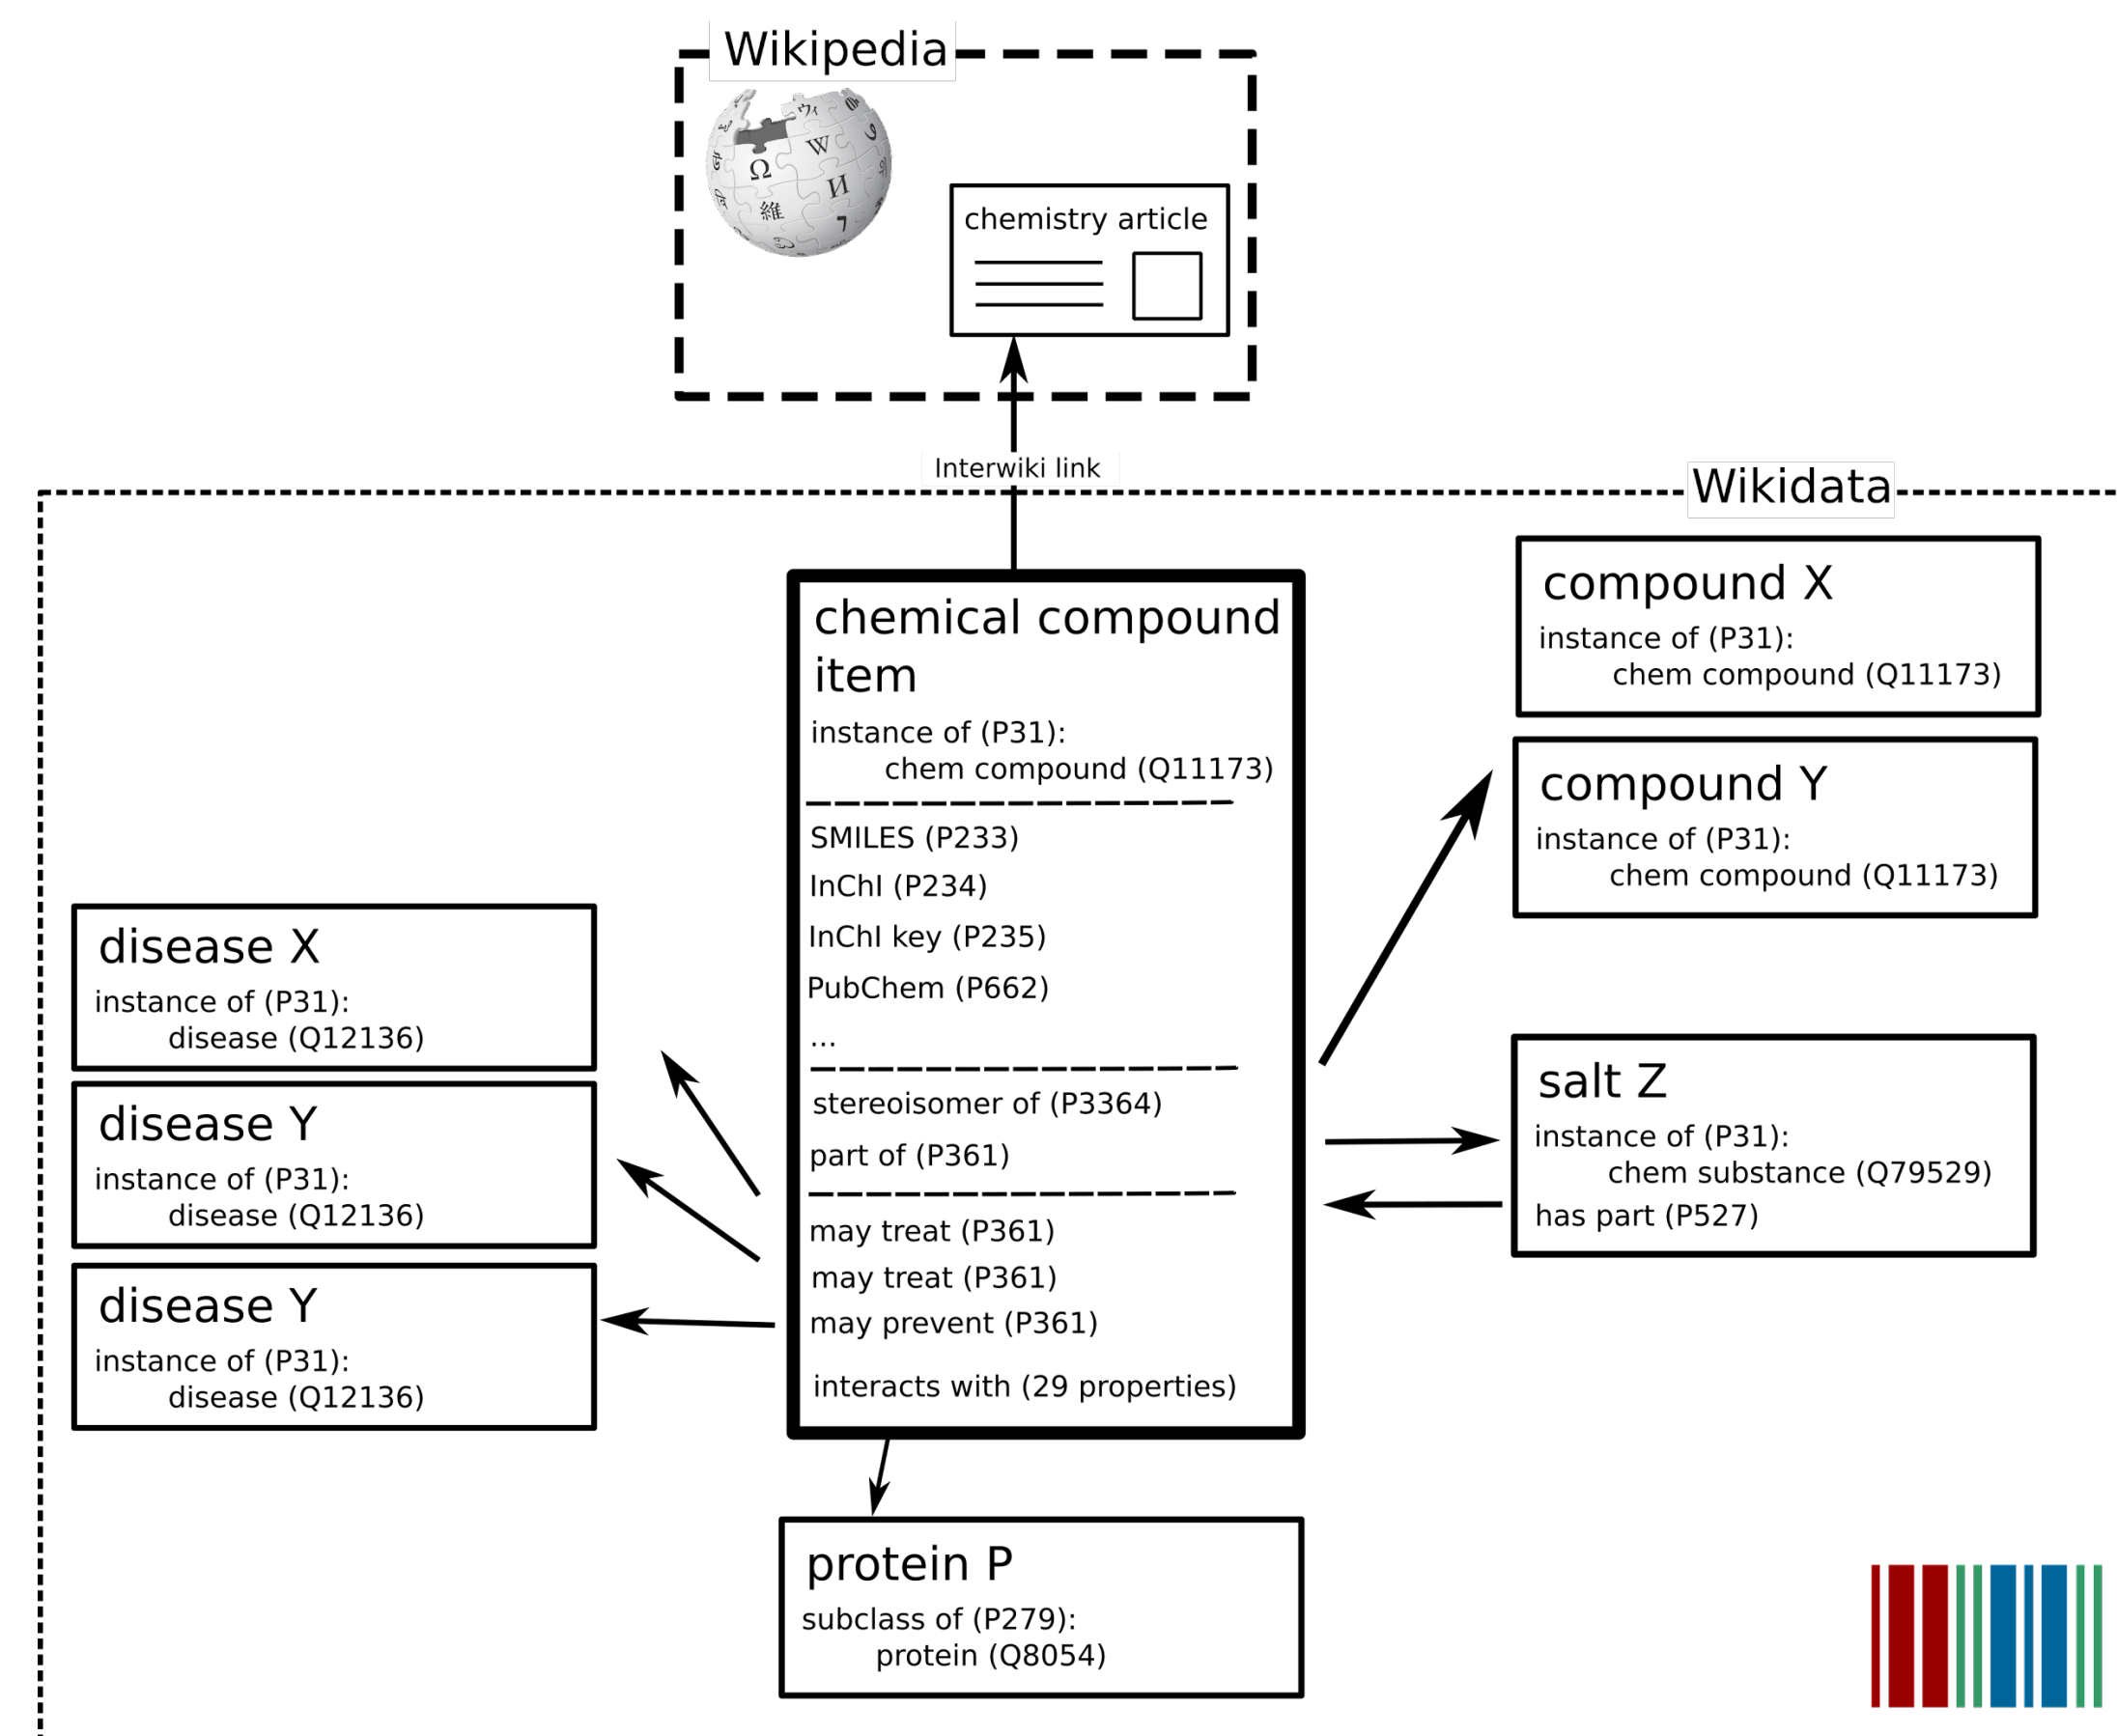 Wikipedia
Ω
W
И
維
ウィ
7
chemistry article
Interwiki link
Wikidata
chemical compound
item
instance of (P31):
chem compound (Q11173)
SMILES (P233)
InChI (P234)
InChI key (P235)
PubChem (P662)
...
stereoisomer of (P3364)
part of (P361)
may treat (P361)
may treat (P361)
may prevent (P361)
interacts with (29 properties)
compound X
instance of (P31):
chem compound (Q11173)
compound Y
instance of (P31):
chem compound (Q11173)
salt Z
instance of (P31):
chem substance (Q79529)
has part (P527)
disease X
instance of (P31):
disease (Q12136)
disease Y
instance of (P31):
disease (Q12136)
disease Y
instance of (P31):
disease (Q12136)
protein P
subclass of (P279):
protein (Q8054)